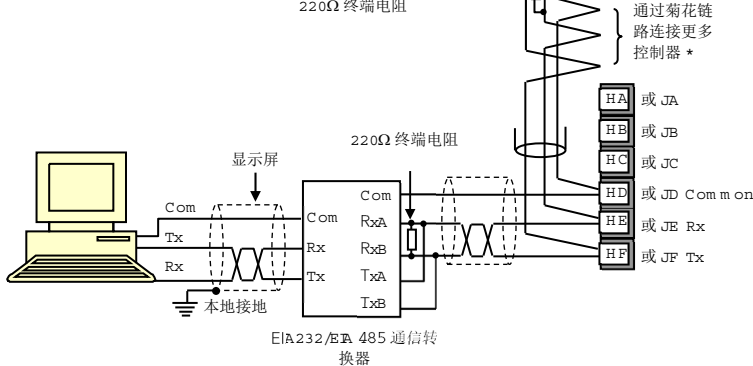 220Ω 终端电阻
通过菊花链
路连接更多
控制器 *
HA 或 JA
HB 或 JB
220Ω 终端电阻
显示屏
HC 或 JC
Com
HD 或 JD Common
Com
Com
RxA
HE 或 JE Rx
Tx
Rx
RxB
HF 或 JF Tx
Rx
Tx
TxA
本地接地
TxB
EIA232/EIA 485 通信转
换器